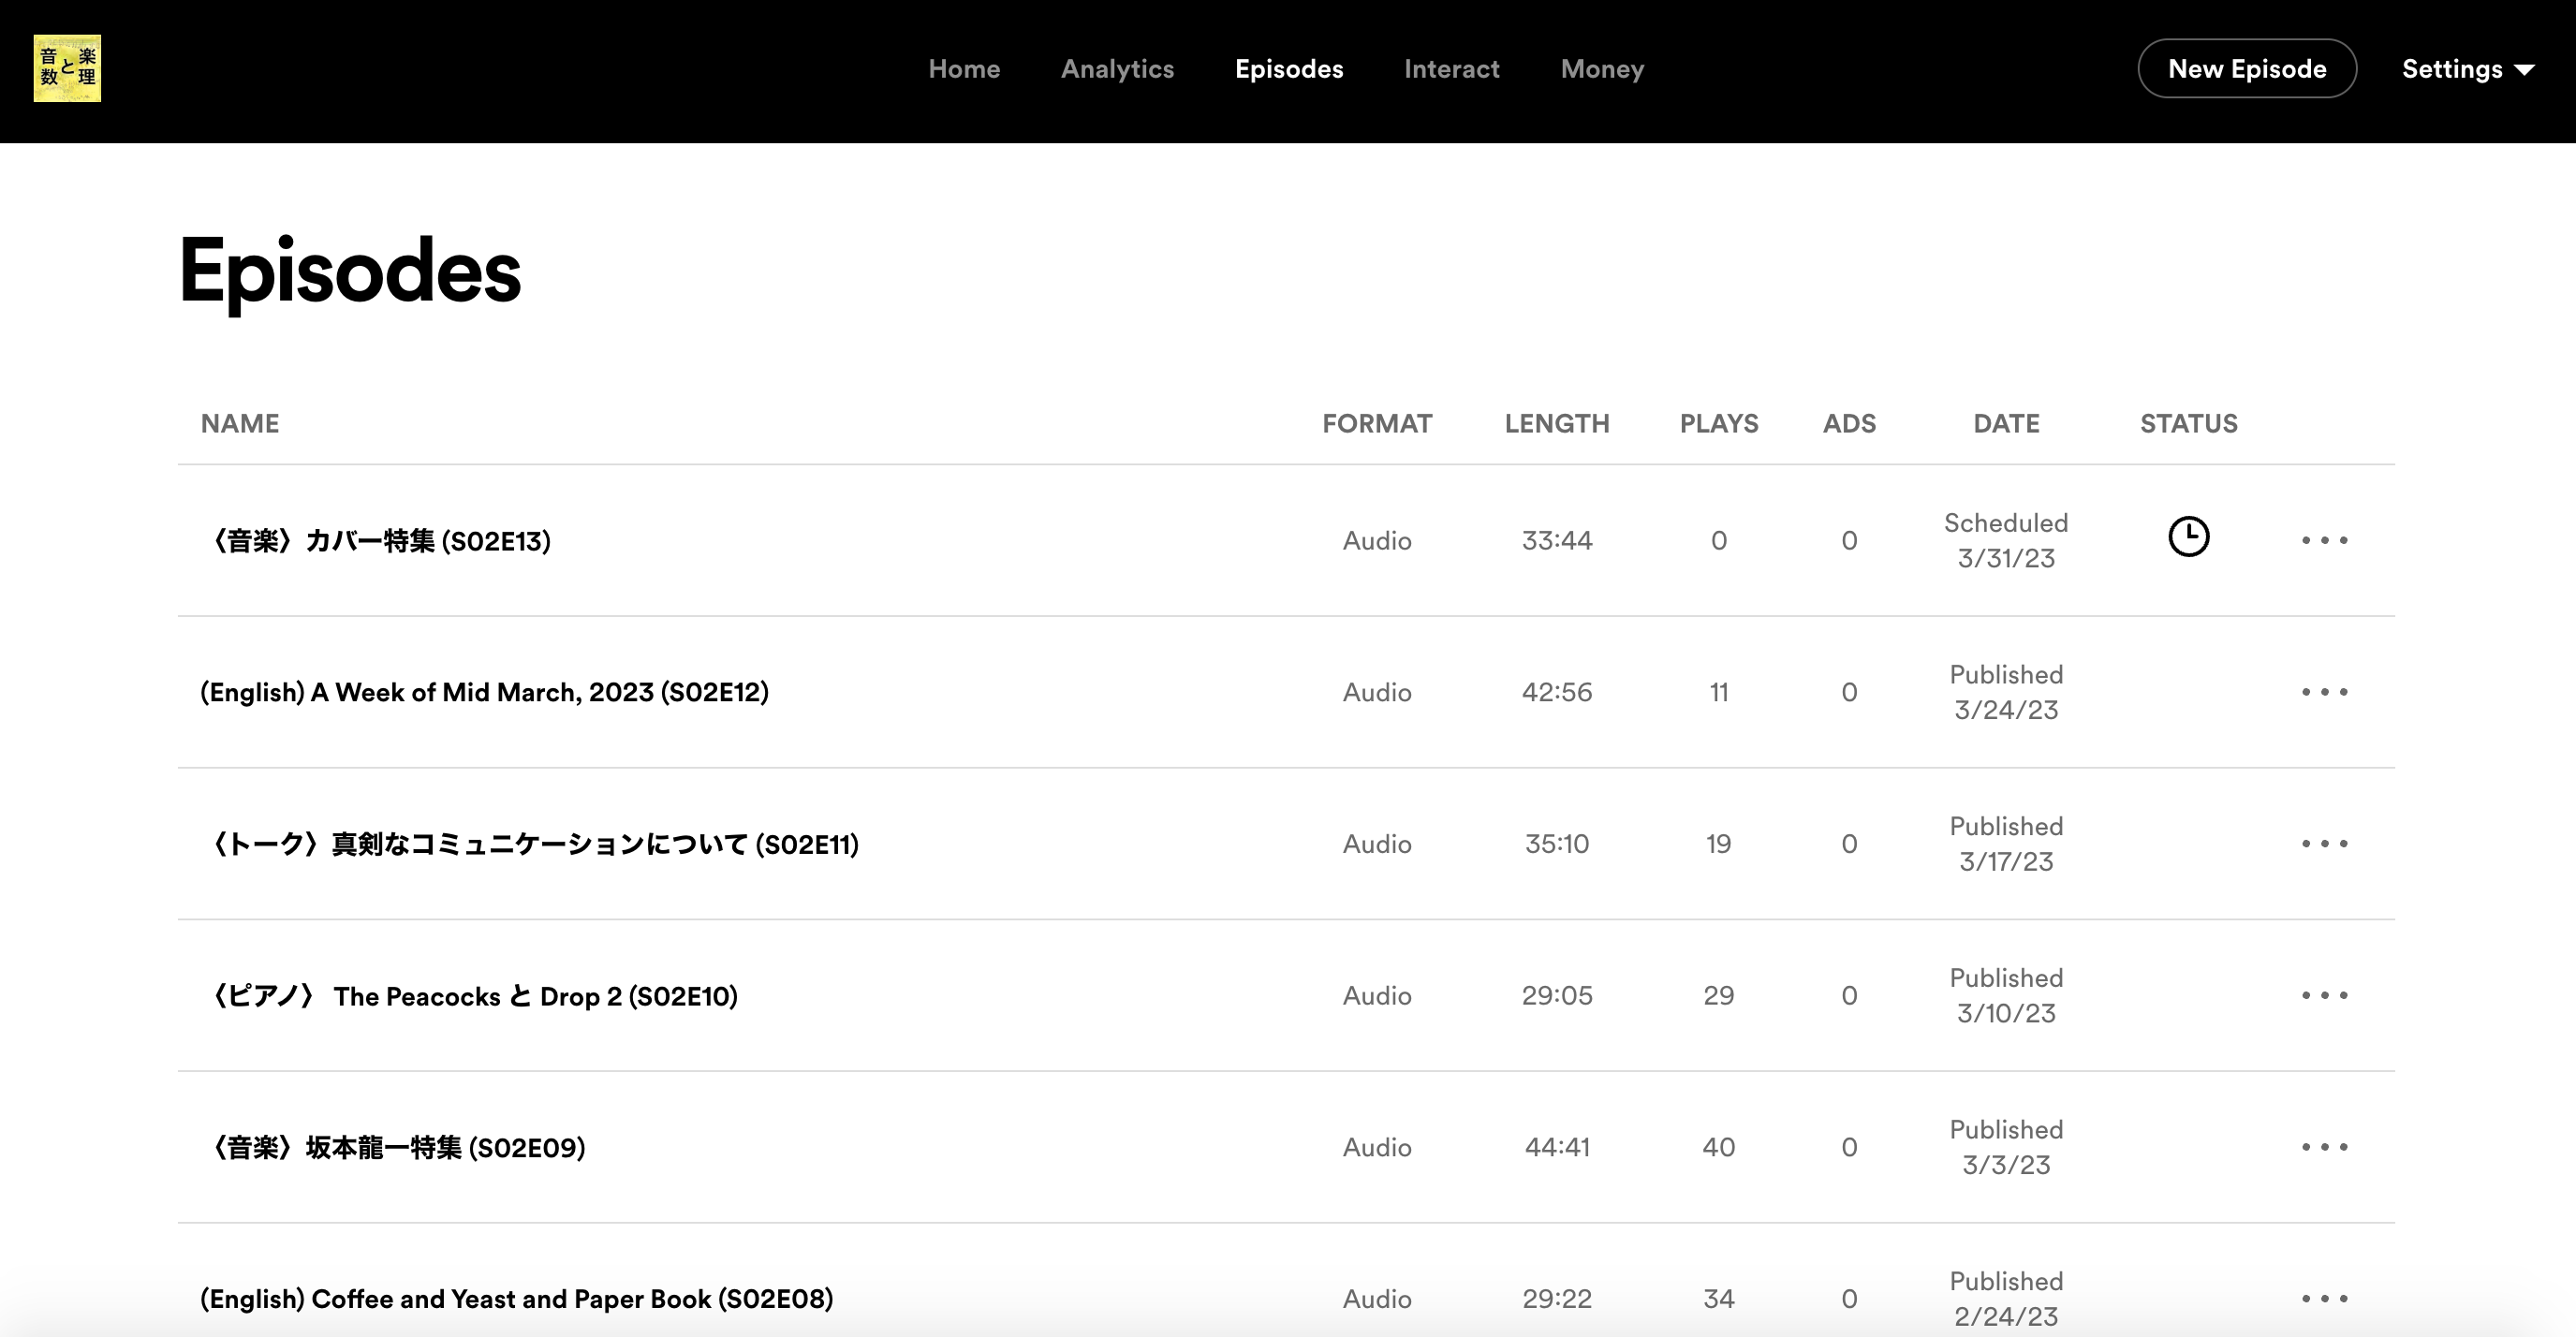 音と楽
数理
Home Analytics Episodes Interact Money New Episode Settings
Episodes
NAME FORMAT LENGTH PLAYS ADS DATE STATUS
〈音楽〉カバー特集 (S02E13) Audio 33:44 0 0 Scheduled 3/31/23
(English) A Week of Mid March, 2023 (S02E12) Audio 42:56 11 0 Published 3/24/23
〈トーク〉真剣なコミュニケーションについて (S02E11) Audio 35:10 19 0 Published 3/17/23
〈ピアノ〉 The Peacocks と Drop 2 (S02E10) Audio 29:05 29 0 Published 3/10/23
〈音楽〉坂本龍一特集 (S02E09) Audio 44:41 40 0 Published 3/3/23
(English) Coffee and Yeast and Paper Book (S02E08) Audio 29:22 34 0 Published 2/24/23